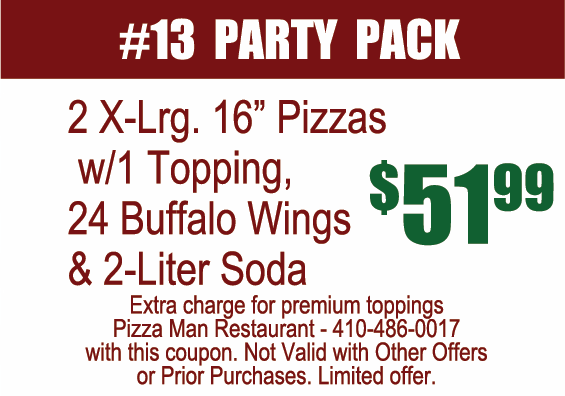 #13 PARTY PACK
2 X-Lrg. 16” Pizzas
w/1 Topping,
24 Buffalo Wings
& 2-Liter Soda
$5199
Extra charge for premium toppings
Pizza Man Restaurant - 410-486-0017
with this coupon. Not Valid with Other Offers
or Prior Purchases. Limited offer.